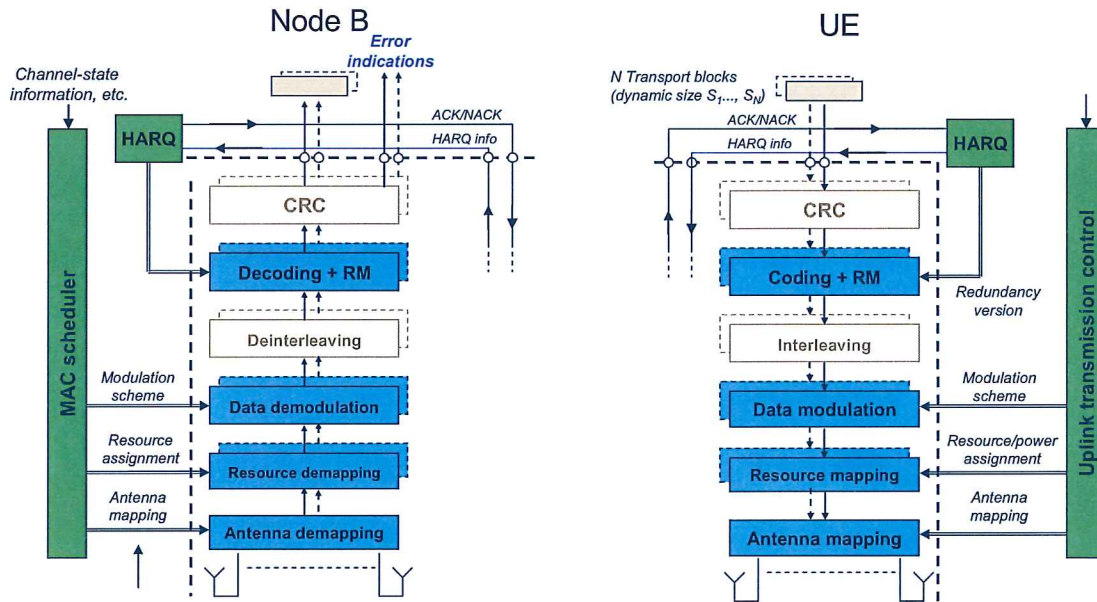 Node B
Error
indications
Channel-state
information, etc.
HARQ
ACK/NACK
HARQ info
CRC
Decoding + RM
Deinterleaving
MAC scheduler
Modulation
scheme
Data demodulation
Resource
assignment
Resource demapping
Antenna
mapping
Antenna demapping
UE
N Transport blocks
(dynamic size S1..., SN)
ACK/NACK
HARQ info
HARQ
CRC
Coding + RM
Redundancy
version
Interleaving
Uplink transmission control
Modulation
scheme
Data modulation
Resource/power
assignment
Resource mapping
Antenna
mapping
Antenna mapping